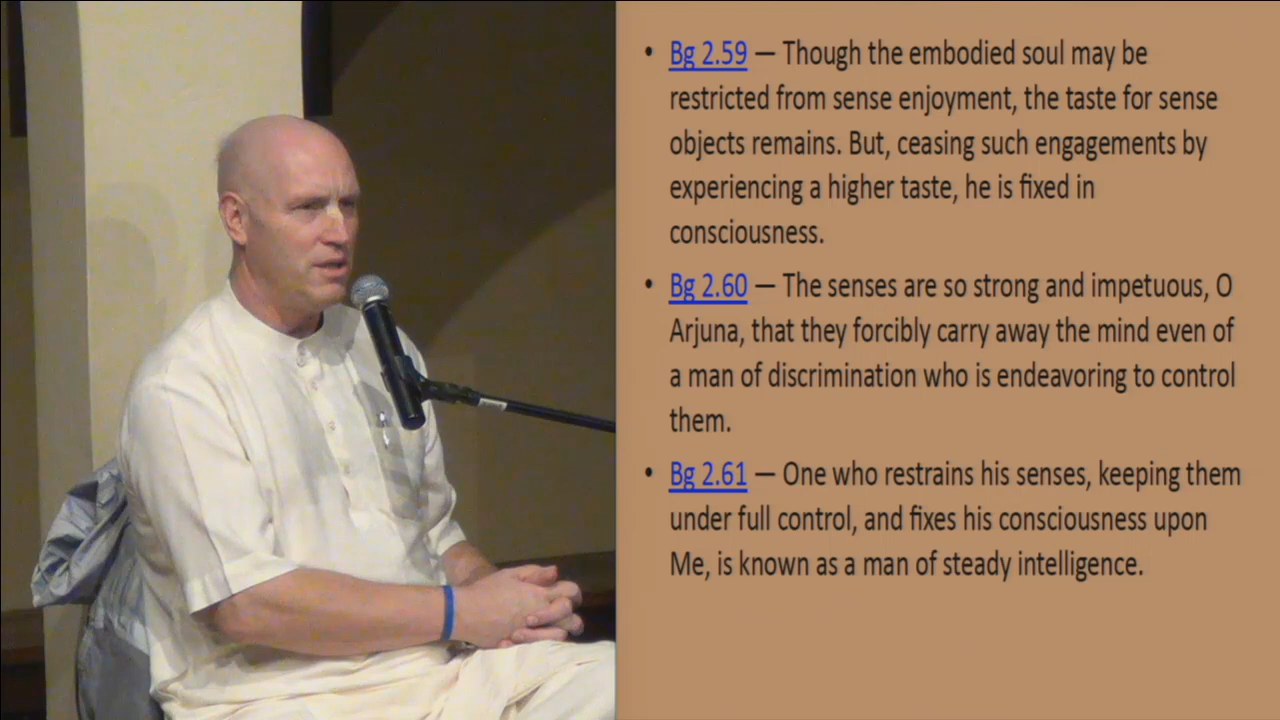 • Bg 2.59 — Though the embodied soul may be
restricted from sense enjoyment, the taste for sense
objects remains. But, ceasing such engagements by
experiencing a higher taste, he is fixed in
consciousness.
• Bg 2.60 — The senses are so strong and impetuous, O
Arjuna, that they forcibly carry away the mind even of
a man of discrimination who is endeavoring to control
them.
• Bg 2.61 — One who restrains his senses, keeping them
under full control, and fixes his consciousness upon
Me, is known as a man of steady intelligence.